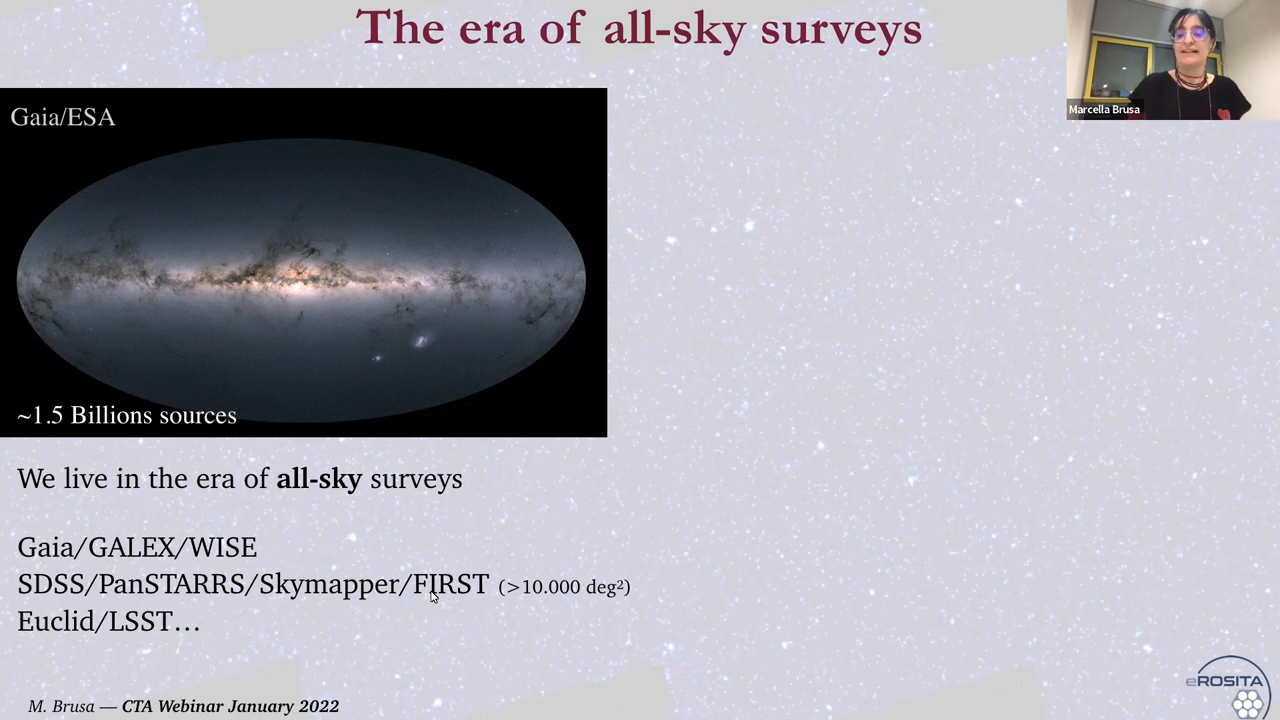 The era of all-sky surveys
Marcella Brusa
Gaia/ESA
~1.5 Billions sources
We live in the era of all-sky surveys
Gaia/GALEX/WISE
SDSS/PanSTARRS/Skymapper/FIRST (>10.000 deg²)
Euclid/LSST…
M. Brusa — CTA Webinar January 2022
eROSITA